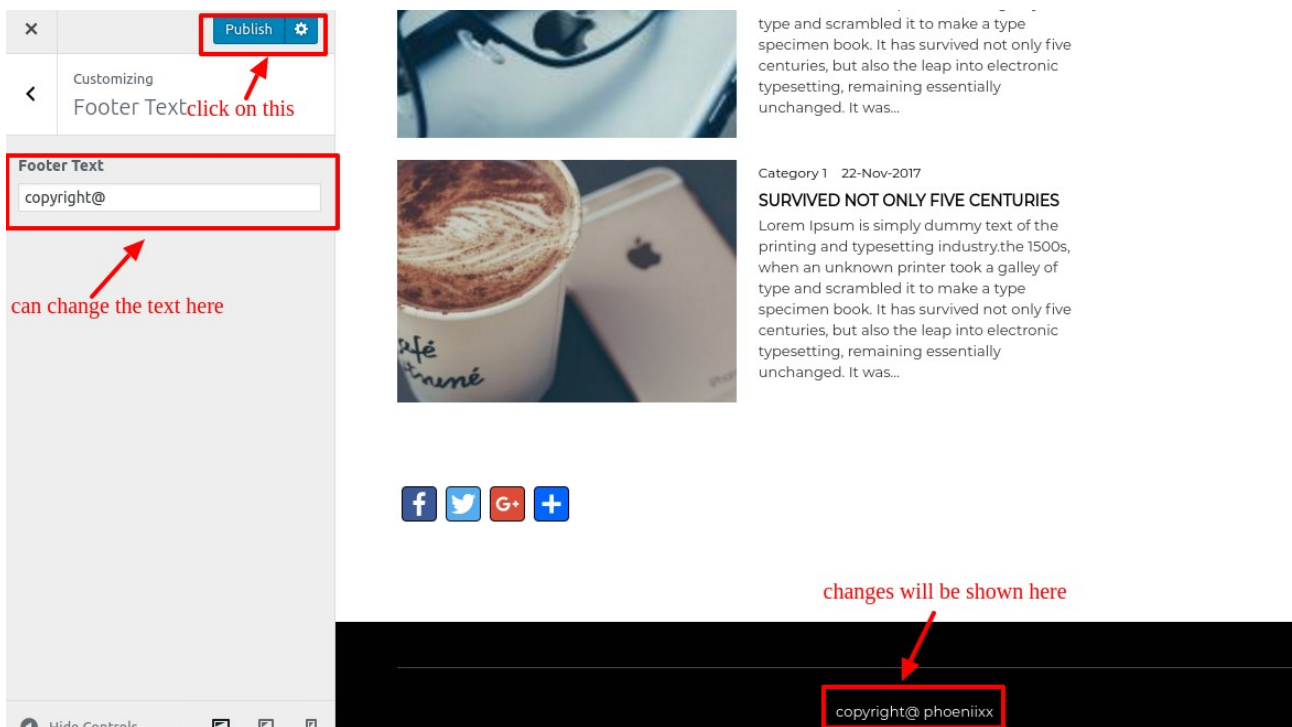 Publish
Customizing
Footer Text
click on this
Footer Text
copyright@
can change the text here
Hide Controls
type and scrambled it to make a type
specimen book. It has survived not only five
centuries, but also the leap into electronic
typesetting, remaining essentially
unchanged. It was...
Category 1 22-Nov-2017
SURVIVED NOT ONLY FIVE CENTURIES
Lorem Ipsum is simply dummy text of the
printing and typesetting industry.the 1500s,
when an unknown printer took a galley of
type and scrambled it to make a type
specimen book. It has survived not only five
centuries, but also the leap into electronic
typesetting, remaining essentially
unchanged. It was...
G+
changes will be shown here
copyright@ phoeniixx